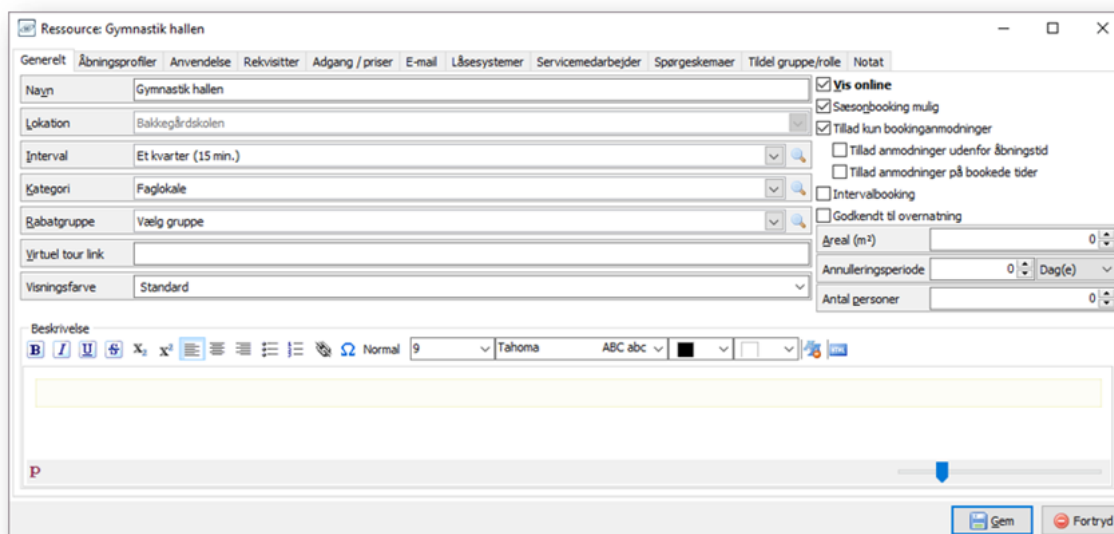 Ressource: Gymnastik hallen
Generelt Åbningsprofiler Anvendelse Rekvisitter Adgang / priser E-mail Låsesystemer Servicemedarbejder Spørgeskemaer Tildel gruppe/rolle Notat
Navn Gymnastik hallen
Lokation Bakkegårdskolen
Interval Et kvarter (15 min.)
Kategori Faglokale
Rabatgruppe Vælg gruppe
Virtuel tour link
Visningsfarve Standard
Vis online
Sæsonbooking mulig
Tillad kun bookinganmodninger
Tillad anmodninger udenfor åbningstid
Tillad anmodninger på bookede tider
Intervalbooking
Godkendt til overnatning
Areal (m²) 0
Annulleringsperiode 0 Dag(e)
Antal personer 0
Beskrivelse
B I U S X₂ x² Ω Normal 9 Tahoma ABC abc
P
Gem Fortryd